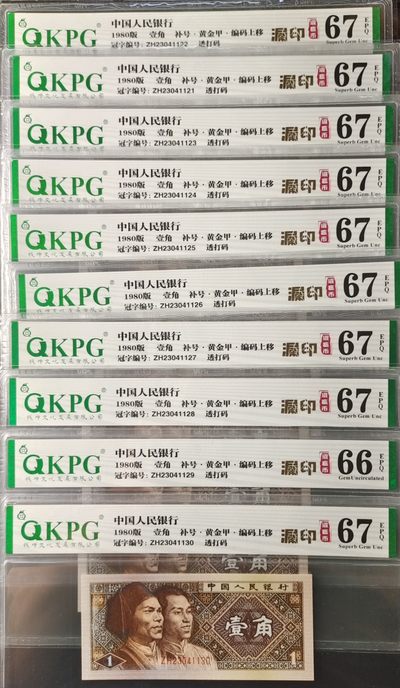 QKPG
中国人民银行
1980版 壹角 补号·黄金甲·编码上移
冠字编号: ZH23041172 透打码
漏印
67
EPQ
Superb Gem Unc
QKPG
中国人民银行
1980版 壹角 补号·黄金甲·编码上移
冠字编号: ZH23041121 透打码
漏印
67
EPQ
Superb Gem Unc
QKPG
中国人民银行
1980版 壹角 补号·黄金甲·编码上移
冠字编号: ZH23041123 透打码
漏印
67
EPQ
Superb Gem Unc
QKPG
中国人民银行
1980版 壹角 补号·黄金甲·编码上移
冠字编号: ZH23041124 透打码
漏印
67
EPQ
Superb Gem Unc
QKPG
中国人民银行
1980版 壹角 补号·黄金甲·编码上移
冠字编号: ZH23041125 透打码
漏印
67
EPQ
Superb Gem Unc
QKPG
中国人民银行
1980版 壹角 补号·黄金甲·编码上移
冠字编号: ZH23041126 透打码
漏印
67
EPQ
Superb Gem Unc
QKPG
中国人民银行
1980版 壹角 补号·黄金甲·编码上移
冠字编号: ZH23041127 透打码
漏印
67
EPQ
Superb Gem Unc
QKPG
中国人民银行
1980版 壹角 补号·黄金甲·编码上移
冠字编号: ZH23041128 透打码
漏印
67
EPQ
Superb Gem Unc
QKPG
中国人民银行
1980版 壹角 补号·黄金甲·编码上移
冠字编号: ZH23041129 透打码
漏印
66
EPQ
GemUncirculated
QKPG
中国人民银行
1980版 壹角 补号·黄金甲·编码上移
冠字编号: ZH23041130 透打码
漏印
67
EPQ
Superb Gem Unc
中国人民银行
壹角
ZH23041130
1
1